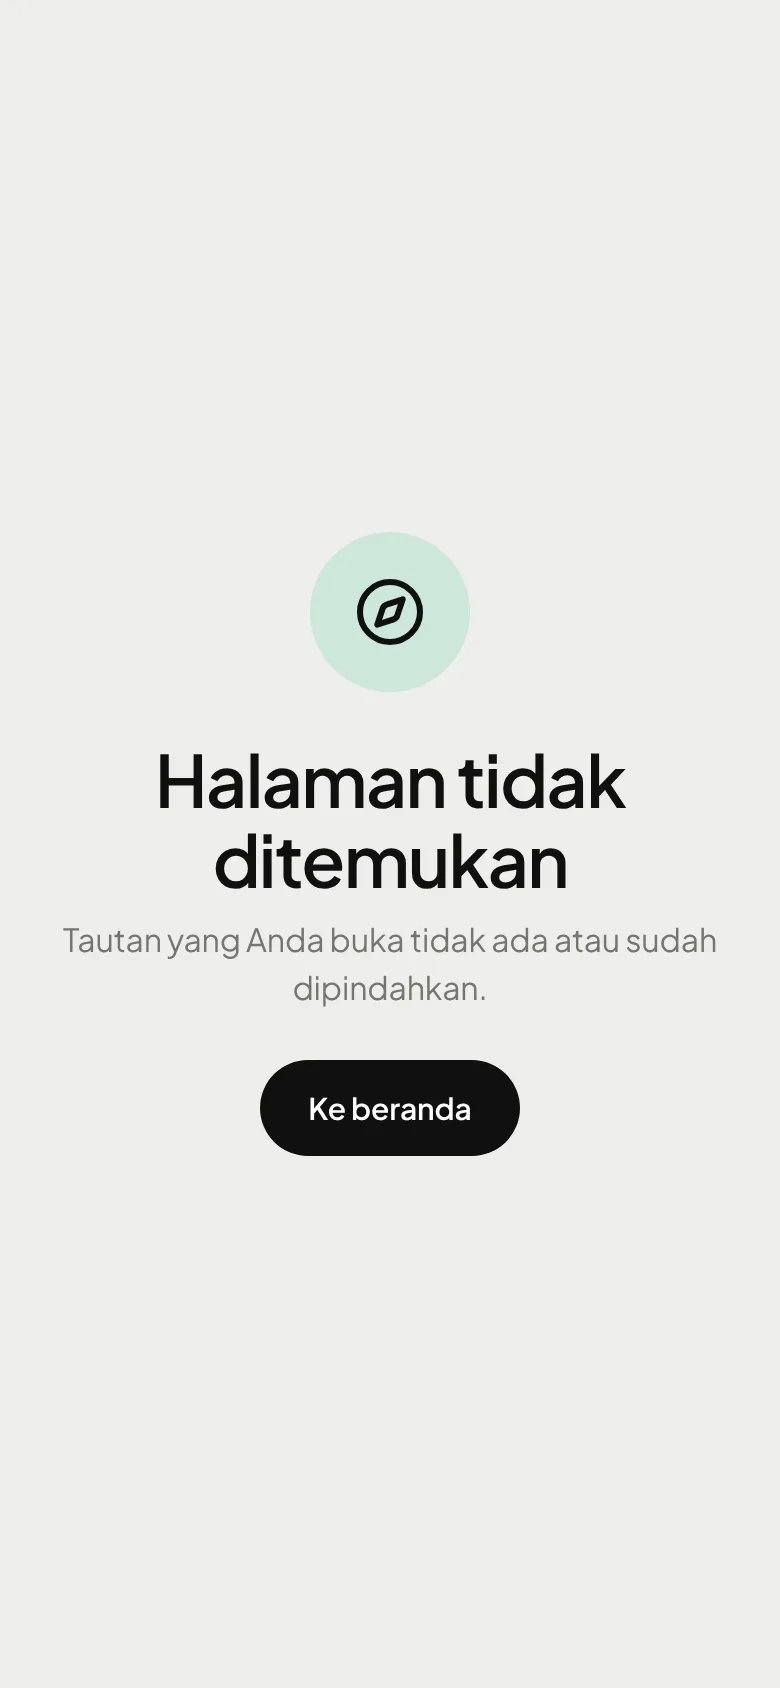 Halaman tidak
ditemukan
Tautan yang Anda buka tidak ada atau sudah
dipindahkan.
Ke beranda